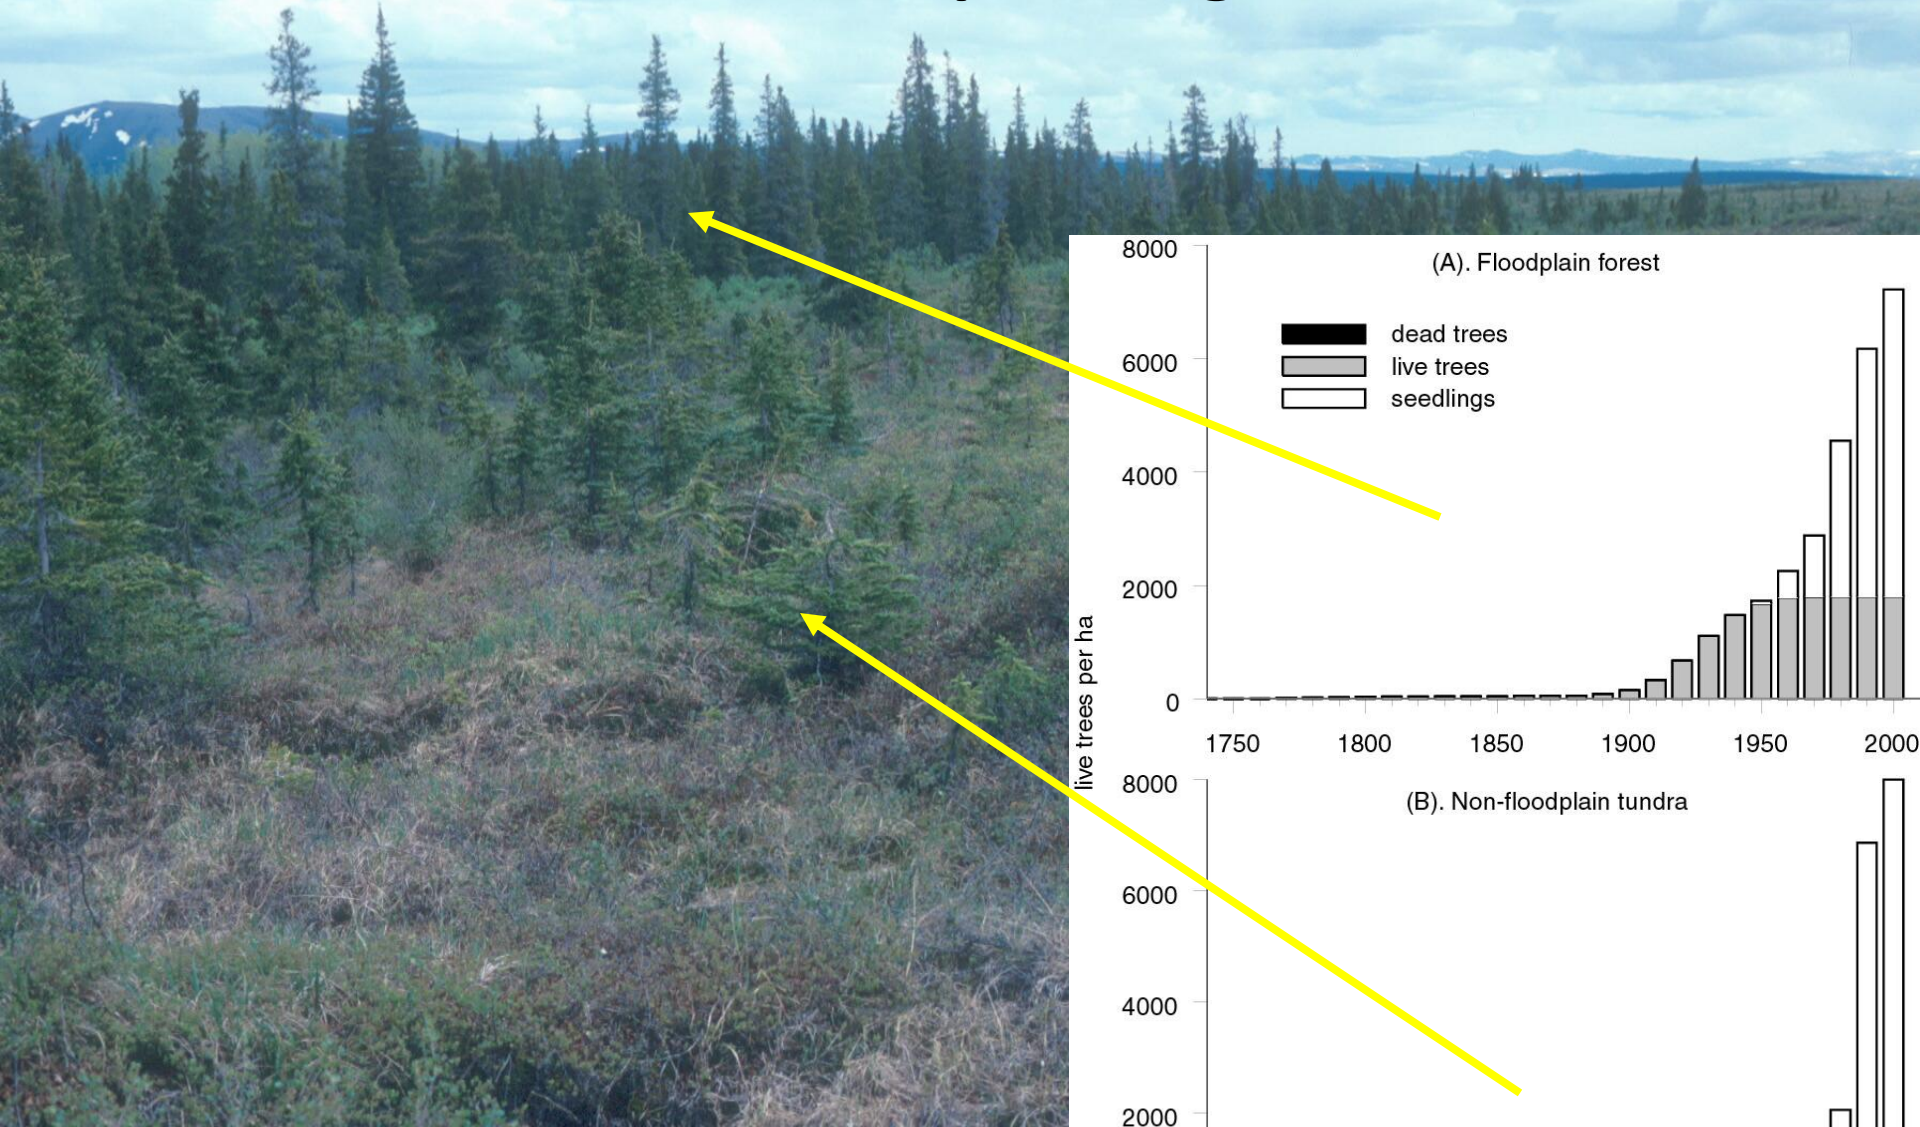 8000
(A). Floodplain forest
dead trees
6000
live trees
seedlings
4000
2000
live trees per ha
0
1750 1800 1850 1900 1950 2000
8000
(B). Non-floodplain tundra
6000
4000
2000